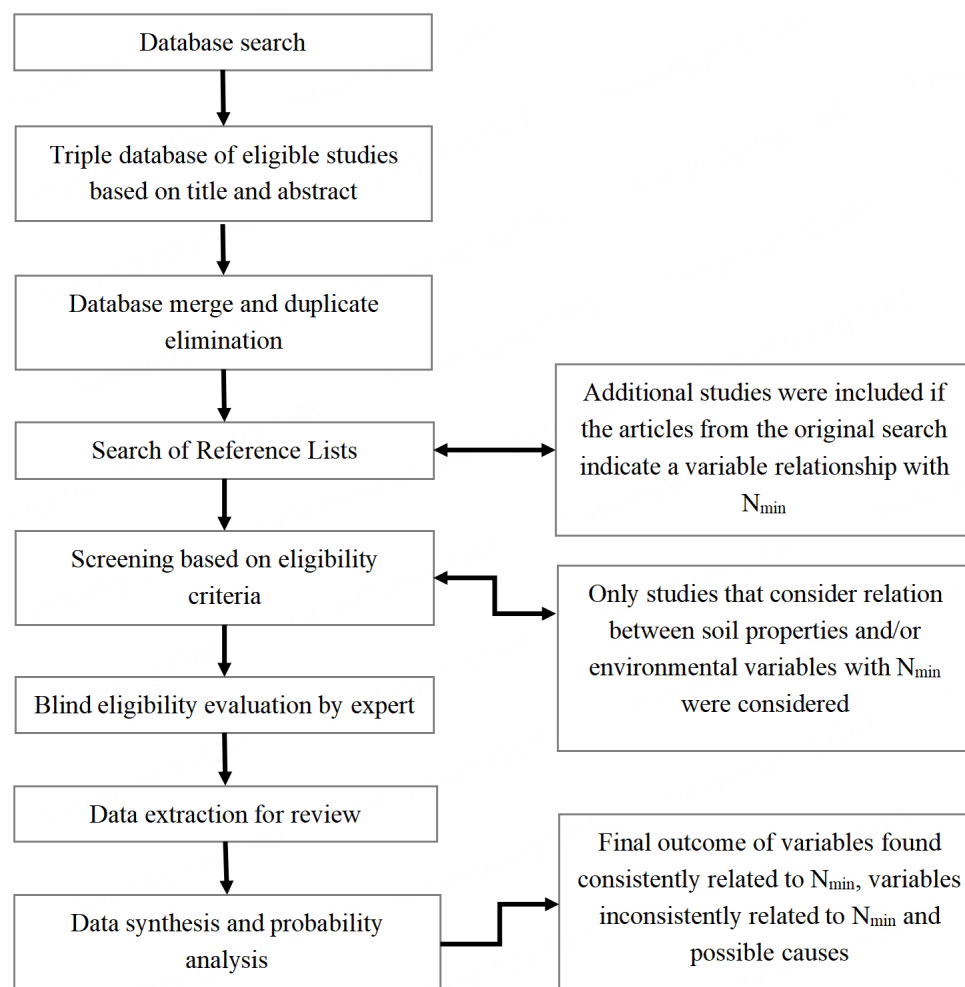 Database search
Triple database of eligible studies
based on title and abstract
Database merge and duplicate
elimination
Search of Reference Lists
Additional studies were included if
the articles from the original search
indicate a variable relationship with
Nmin
Screening based on eligibility
criteria
Only studies that consider relation
between soil properties and/or
environmental variables with Nmin
were considered
Blind eligibility evaluation by expert
Data extraction for review
Data synthesis and probability
analysis
Final outcome of variables found
consistently related to Nmin, variables
inconsistently related to Nmin and
possible causes